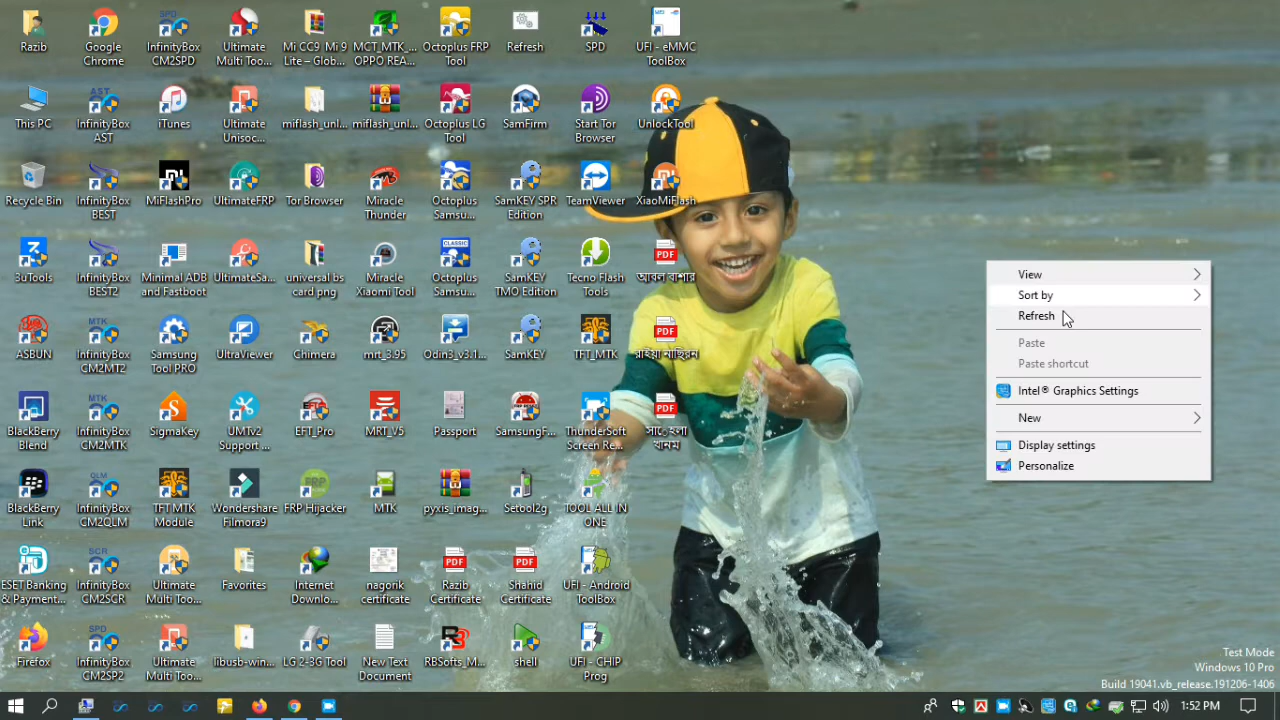 Razib
Google
Chrome
InfinityBox
CM2SPD
Ultimate
Multi Too...
Mi CC9 Mi 9
Lite – Glob...
MCT_MTK_...
OPPO REA...
Octoplus FRP
Tool
Refresh
SPD
UFI - eMMC
ToolBox
This PC
InfinityBox
AST
iTunes
Ultimate
Unisoc...
miflash_unl...
miflash_unl...
Octoplus LG
Tool
SamFirm
Start Tor
Browser
UnlockTool
Recycle Bin
InfinityBox
BEST
MiFlashPro
UltimateFRP
Tor Browser
Miracle
Thunder
Octoplus
Samsu...
SamKEY SPR
Edition
TeamViewer
XiaoMiFlash
3uTools
InfinityBox
BEST2
Minimal ADB
and Fastboot
UltimateSa...
universal bs
card.png
Miracle
Xiaomi Tool
Octoplus
Samsu...
SamKEY
TMO Edition
Tecno Flash
Tools
আবল বাশার
ASBUN
InfinityBox
CM2MT2
Samsung
Tool PRO
UltraViewer
Chimera
mrt_3.95
Odin3_v3.1...
SamKEY
TFT_MTK
রাইয়া নাছিরন
BlackBerry
Blend
InfinityBox
CM2MTK
SigmaKey
UMTv2
Support ...
EFT_Pro
MRT_V5
Passport
SamsungF...
ThunderSoft
Screen Re...
খানম
BlackBerry
Link
InfinityBox
CM2QLM
TFT MTK
Module
Wondershare
Filmora9
FRP Hijacker
MTK
pyxis_imag...
Setool2g
TOOL ALL IN
ONE
ESET Banking
& Payment...
InfinityBox
CM2SCR
Ultimate
Multi Too...
Favorites
Internet
Downlo...
nagorik
certificate
Razib
Certificate
Shahid
Certificate
UFI - Android
ToolBox
Firefox
InfinityBox
CM2SP2
Ultimate
Multi Too...
libusb-win...
LG 2-3G Tool
New Text
Document
RBSofts_M...
shell
UFI - CHIP
Prog
View
Sort by
Refresh
Paste
Paste shortcut
Intel® Graphics Settings
New
Display settings
Personalize
Test Mode
Windows 10 Pro
Build 19041.vb_release.191206-1406
1:52 PM